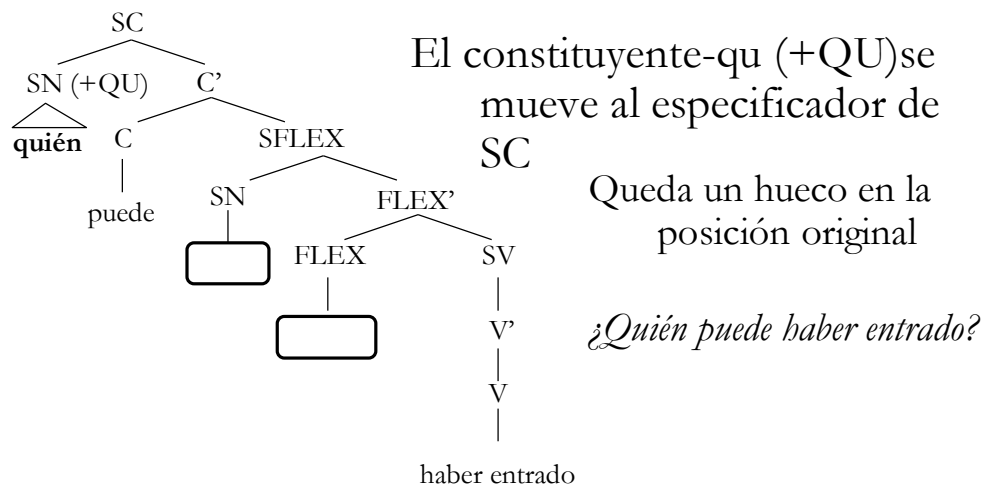 SC
SN (+QU) C’
quién C SFLEX
puede SN FLEX’
FLEX SV
V’
V
haber entrado
El constituyente-qu (+QU)se
mueve al especificador de
SC
Queda un hueco en la
posición original
¿Quién puede haber entrado?